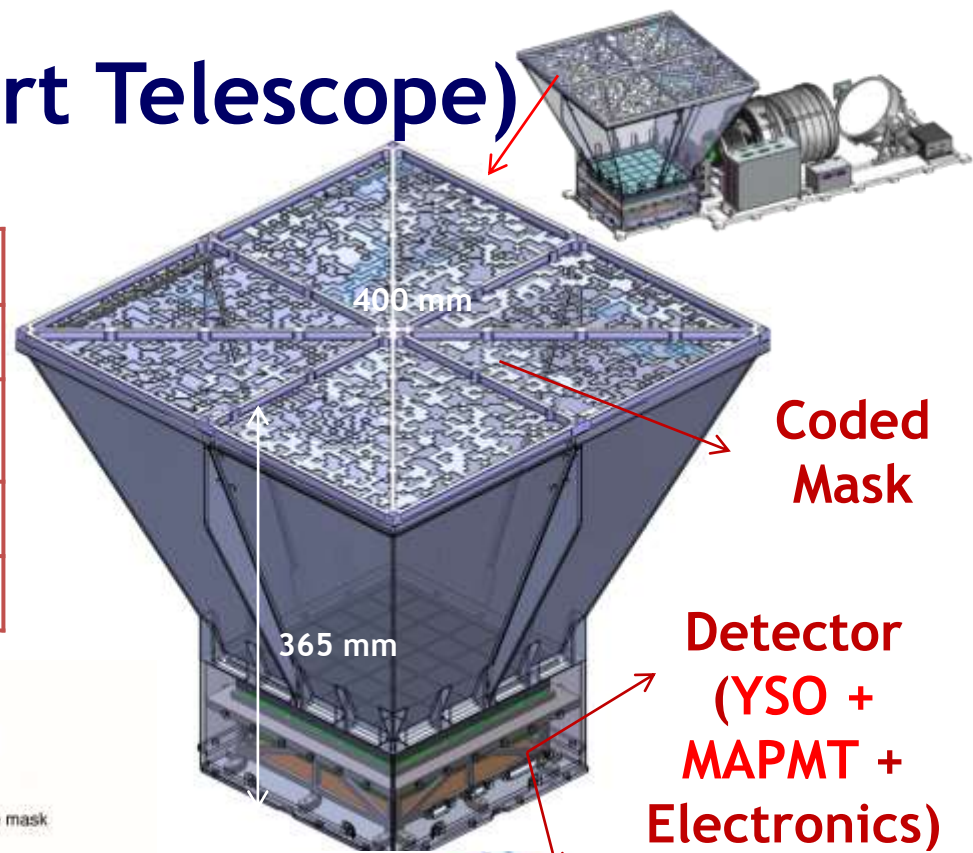 rt Telescope)
400 mm
Coded
Mask
365 mm
Detector
(YSO +
MAPMT +
Electronics)
mask